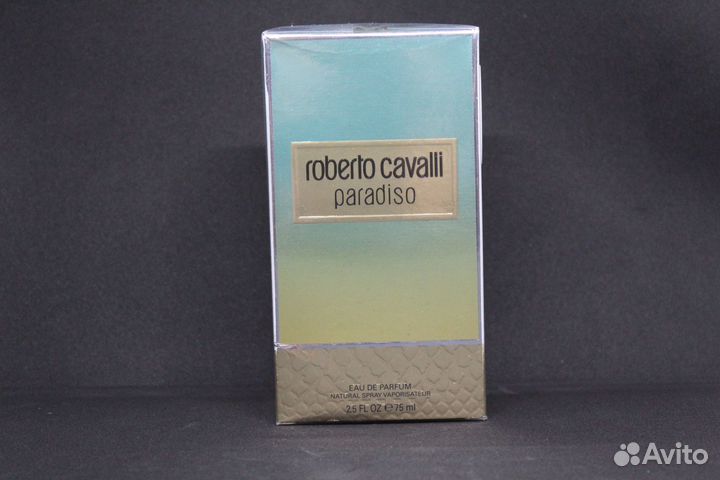 roberto cavalli
paradiso
EAU DE PARFUM
NATURAL SPRAY VAPORISATEUR
2.5 FL OZ ℮ 75 ml
Avito